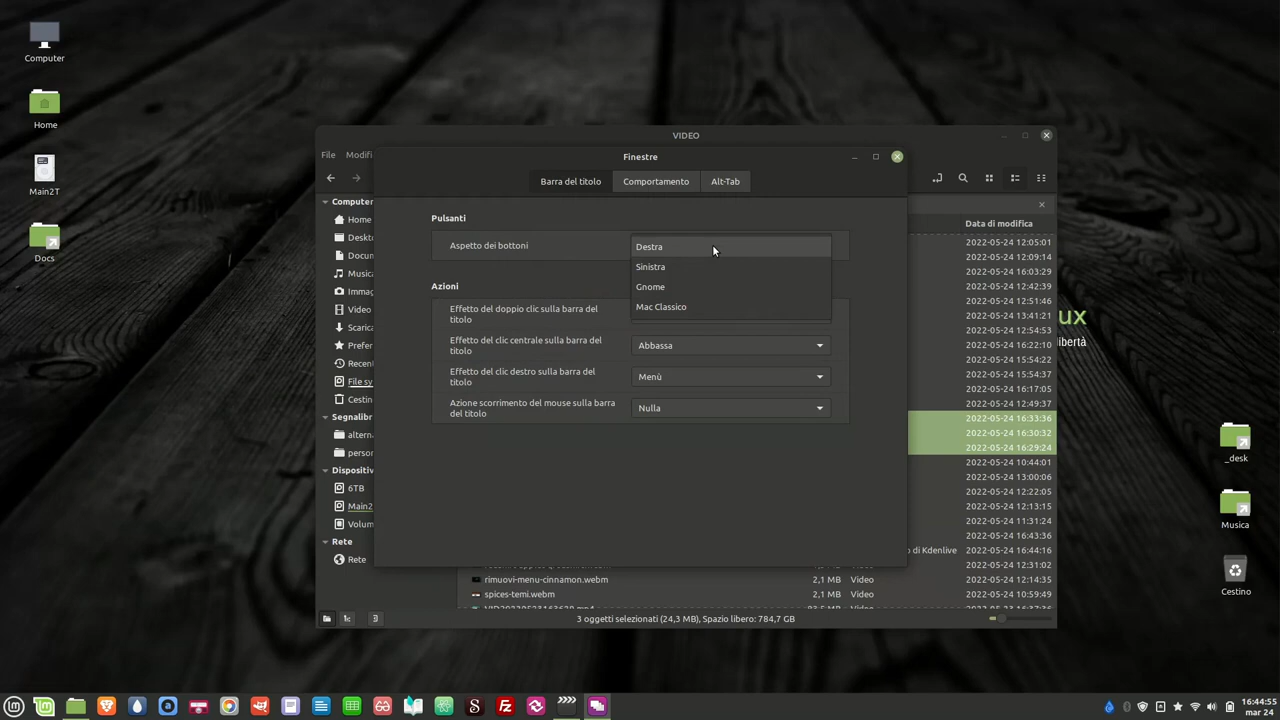 Computer
Home
Main2T
Docs
VIDEO
File
Modifi
Finestre
Barra del titolo
Comportamento
Alt-Tab
Pulsanti
Aspetto dei bottoni
Destra
Sinistra
Gnome
Mac Classico
Azioni
Effetto del doppio clic sulla barra del
titolo
Effetto del clic centrale sulla barra del
titolo
Abbassa
Effetto del clic destro sulla barra del
titolo
Menù
Azione scorrimento del mouse sulla barra
del titolo
Nulla
Computer
Home
Deskto
Docum
Musica
Immag
Video
Scarica
Prefer
Recent
File sy
Cestin
Segnalibr
altern
person
Dispositiv
6TB
Main2
Volum
Rete
Rete
Data di modifica
2022-05-24 12:05:01
2022-05-24 12:09:14
2022-05-24 16:03:29
2022-05-24 12:42:39
2022-05-24 12:51:46
2022-05-24 13:41:21
2022-05-24 12:54:53
2022-05-24 16:22:10
2022-05-24 15:54:22
2022-05-24 15:54:37
2022-05-24 16:17:05
2022-05-24 12:49:37
2022-05-24 16:33:36
2022-05-24 16:30:32
2022-05-24 16:29:24
2022-05-24 10:44:01
2022-05-24 13:00:06
2022-05-24 12:22:05
2022-05-24 12:13:15
2022-05-24 11:31:24
2022-05-24 16:43:36
di Kdenlive 2022-05-24 16:44:16
2022-05-24 12:31:02
rimuovi-menu-cinnamon.webm 2,1 MB Video 2022-05-24 12:14:35
spices-temi.webm 2,1 MB Video 2022-05-24 10:59:49
3 oggetti selezionati (24,3 MB), Spazio libero: 784,7 GB
ux
libertà
_desk
Musica
Cestino
16:44:55
mar 24